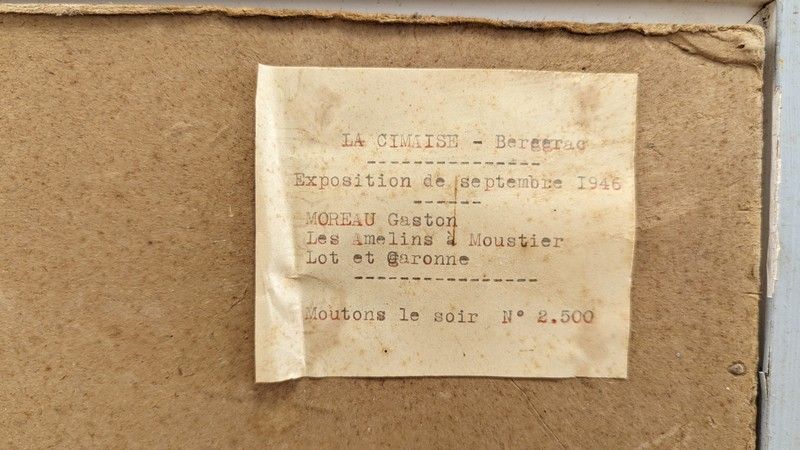 LA CIMAISE - Bergerac
Exposition de septembre I946
MOREAU Gaston
Les Amelins à Moustier
Lot et Garonne
Moutons le soir N° 2.500